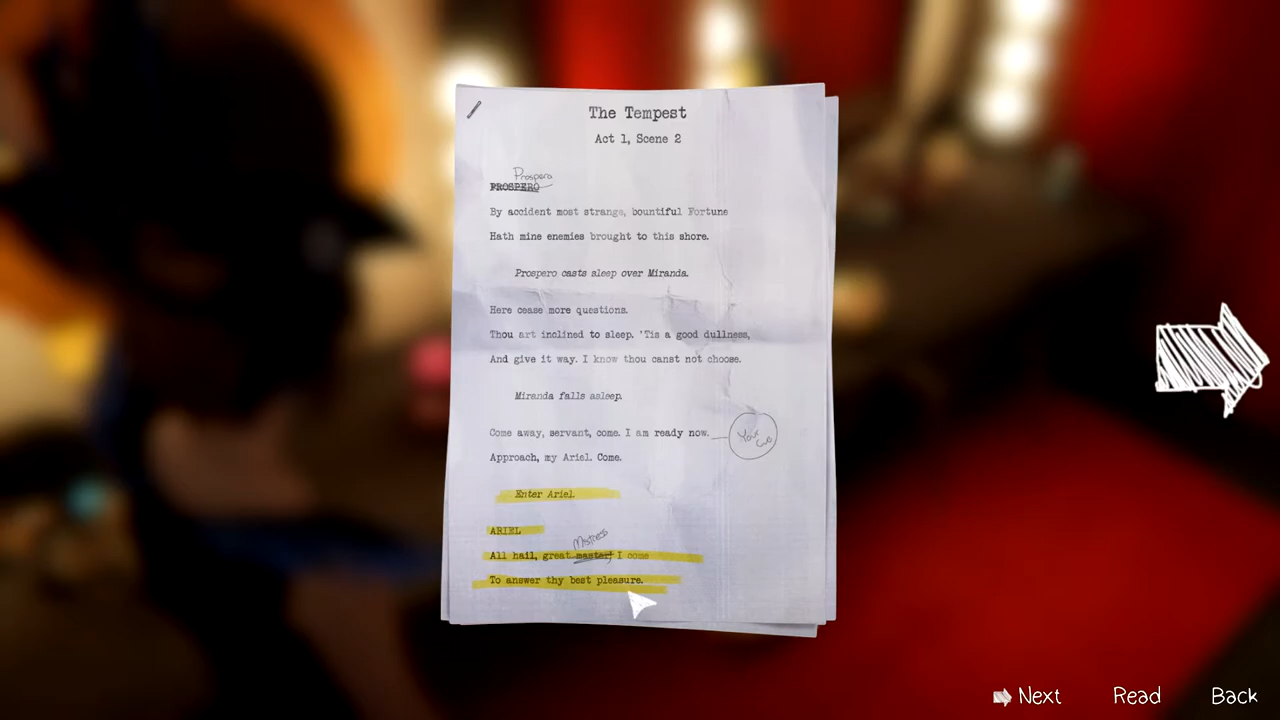 The Tempest
Act 1, Scene 2
Prospero
PROSPERO
By accident most strange, bountiful Fortune
Hath mine enemies brought to this shore.
Prospero casts sleep over Miranda.
Here cease more questions.
Thou art inclined to sleep. 'Tis a good dullness,
And give it way. I know thou canst not choose.
Miranda falls asleep.
Come away, servant, come. I am ready now.
Your
cue
Approach, my Ariel. Come.
Enter Ariel.
ARIEL
Mistress
All hail, great master, I come
To answer thy best pleasure.
Next Read Back